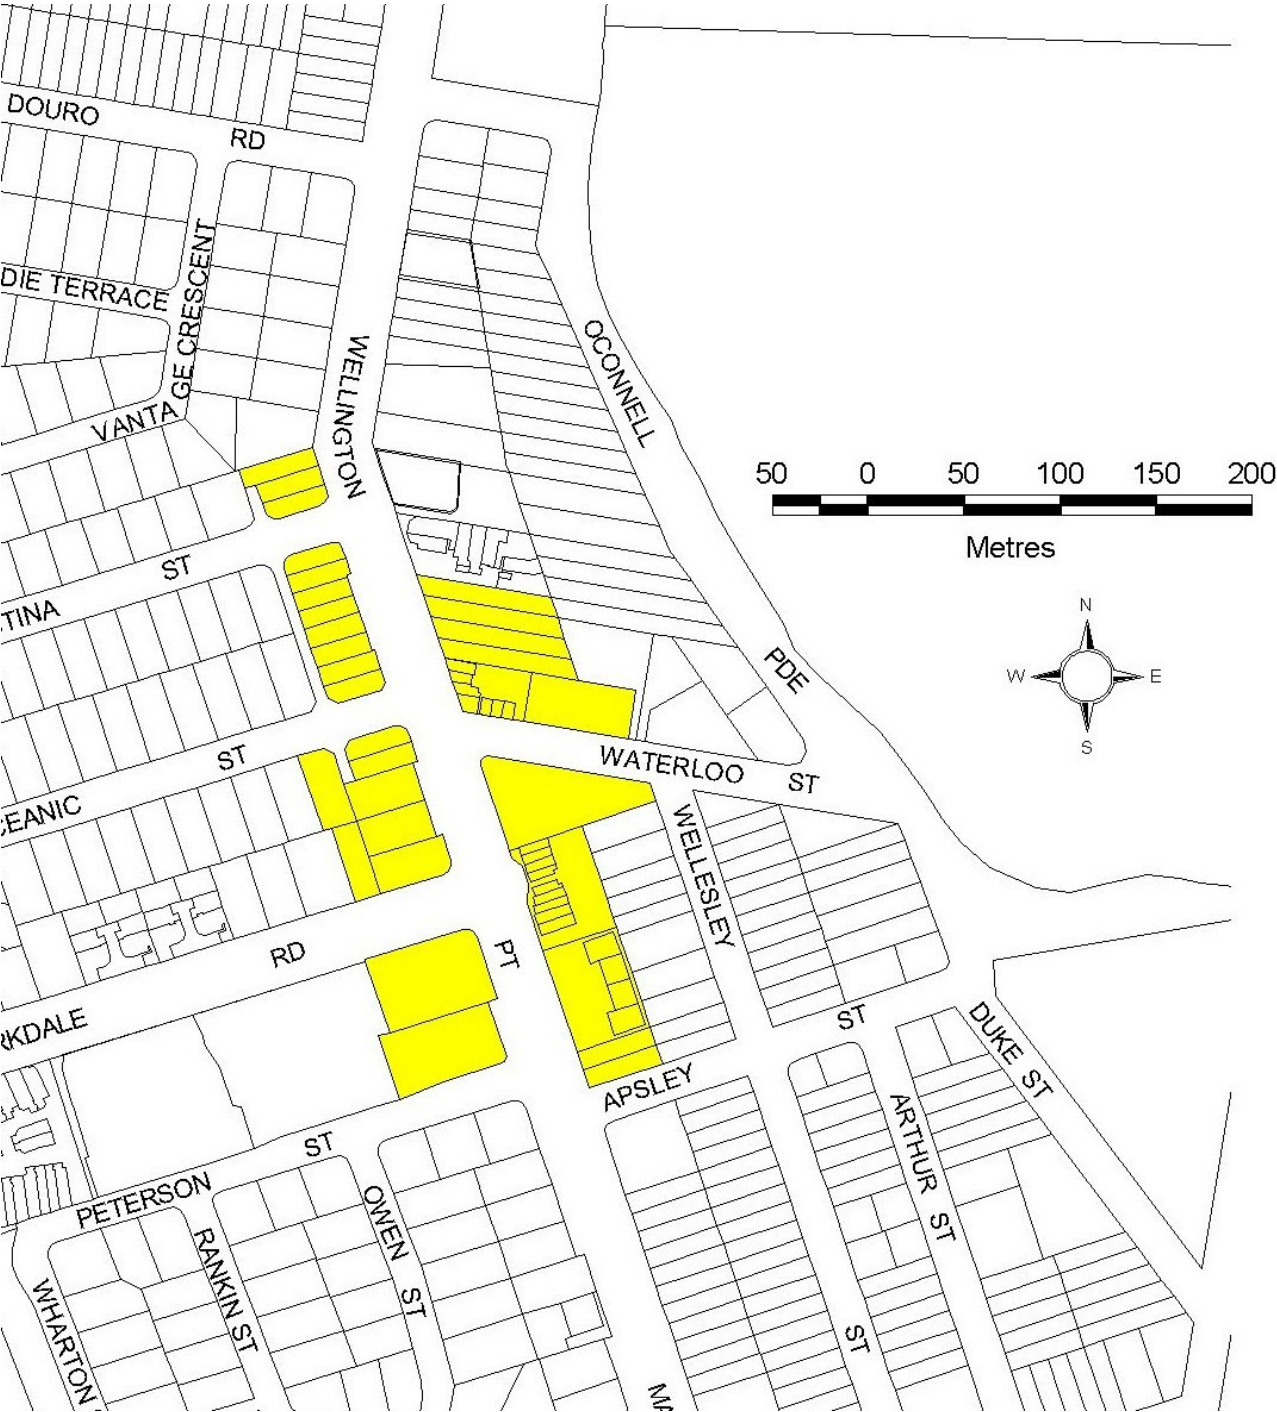 DOURO
RD
DIE TERRACE
GE CRESCENT
VANTA
WELLINGTON
OCONNELL
50 0 50 100 150 200
Metres
N
W E
S
ST
TINA
PDE
ST
CEANIC
WATERLOO ST
WELLESLEY
RD
PT
RKDALE
ST
DUKE ST
APSLEY
ARTHUR ST
ST
PETERSON
OWEN ST
RANKIN ST
WHARTON
ST
MA